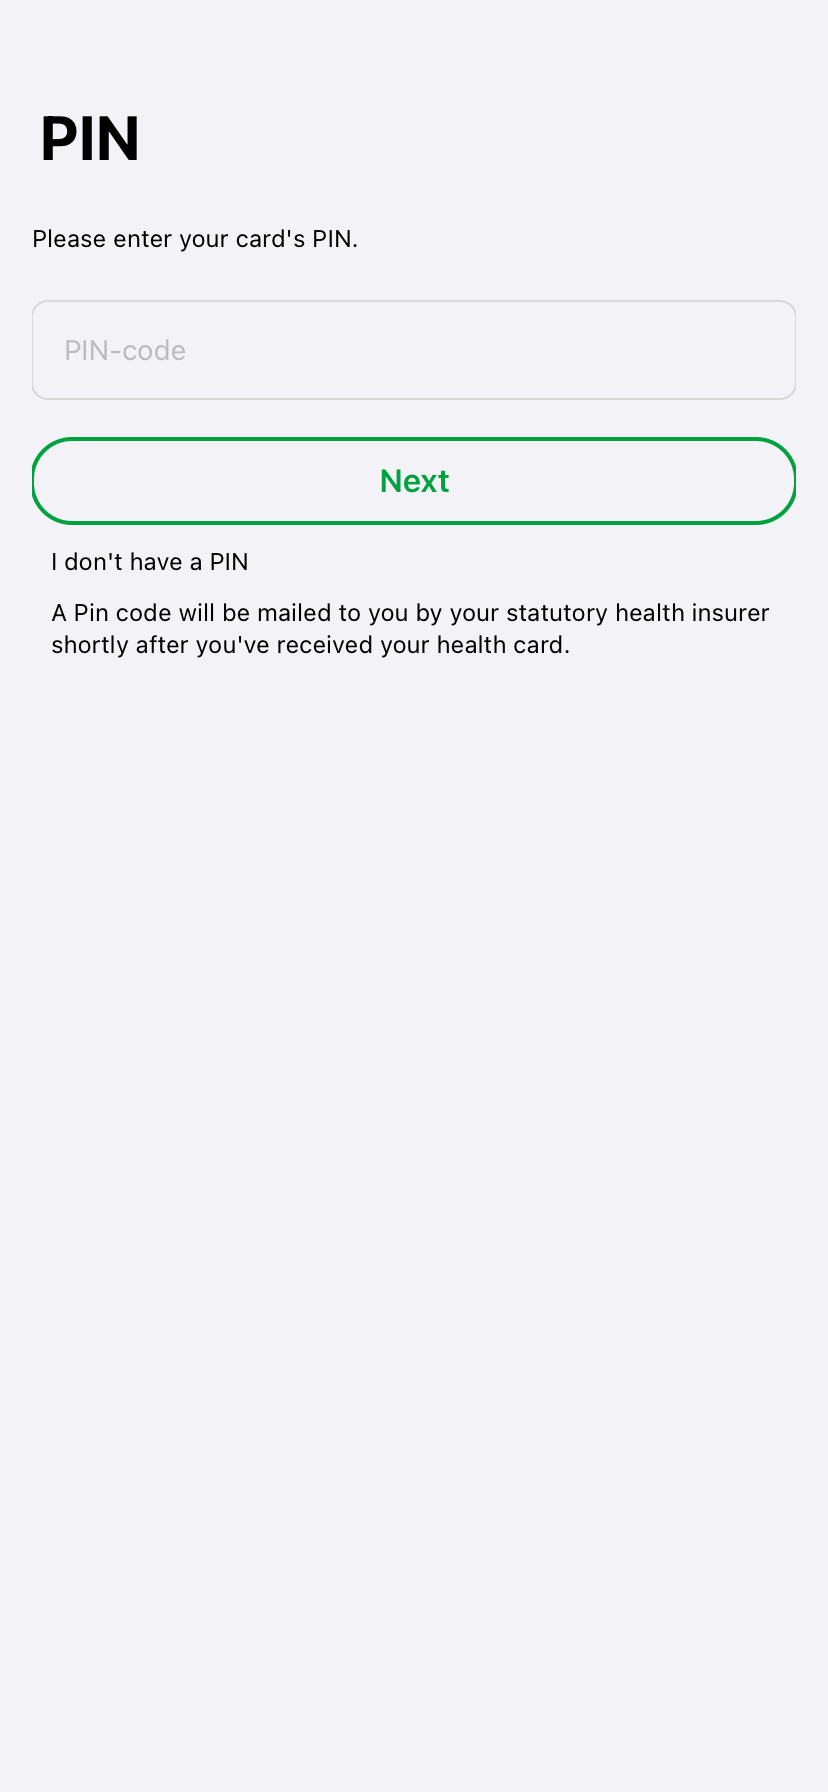 PIN
Please enter your card's PIN.
PIN-code
Next
I don't have a PIN
A Pin code will be mailed to you by your statutory health insurer
shortly after you've received your health card.